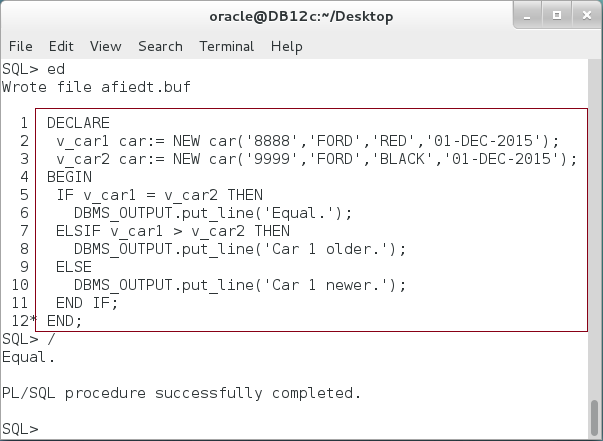 oracle@DB12c:~/Desktop
File Edit View Search Terminal Help
SQL> ed
Wrote file afiedt.buf
1 DECLARE
2 v_car1 car:= NEW car('8888','FORD','RED','01-DEC-2015');
3 v_car2 car:= NEW car('9999','FORD','BLACK','01-DEC-2015');
4 BEGIN
5 IF v_car1 = v_car2 THEN
6 DBMS_OUTPUT.put_line('Equal.');
7 ELSIF v_car1 > v_car2 THEN
8 DBMS_OUTPUT.put_line('Car 1 older.');
9 ELSE
10 DBMS_OUTPUT.put_line('Car 1 newer.');
11 END IF;
12* END;
SQL> /
Equal.
PL/SQL procedure successfully completed.
SQL>